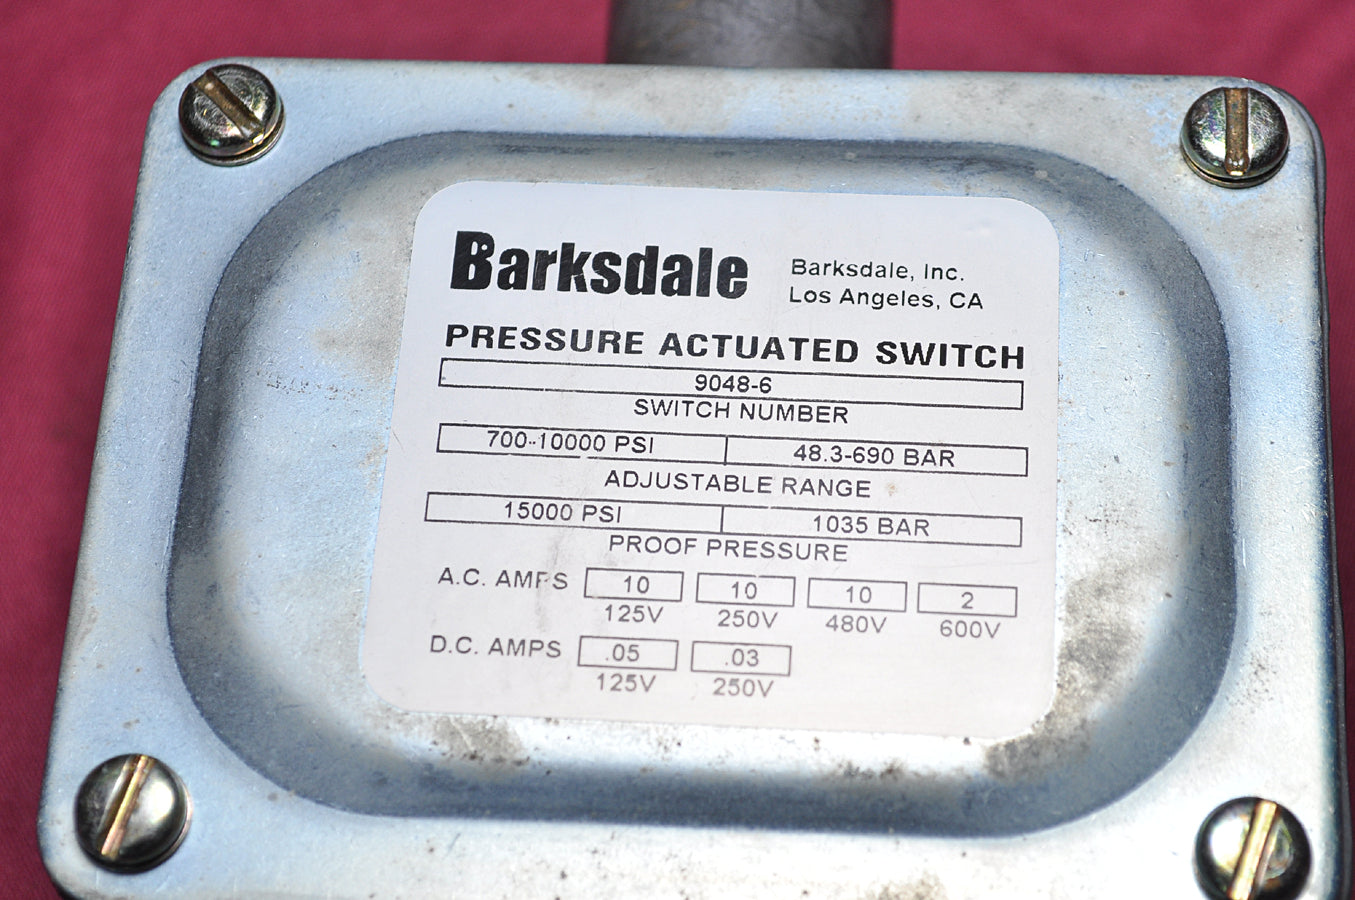 Barksdale
Barksdale, Inc.
Los Angeles, CA
PRESSURE ACTUATED SWITCH
9048-6
SWITCH NUMBER
700-10000 PSI 48.3-690 BAR
ADJUSTABLE RANGE
15000 PSI 1035 BAR
PROOF PRESSURE
A.C. AMPS 10 10 10 2
125V 250V 480V 600V
D.C. AMPS .05 .03
125V 250V